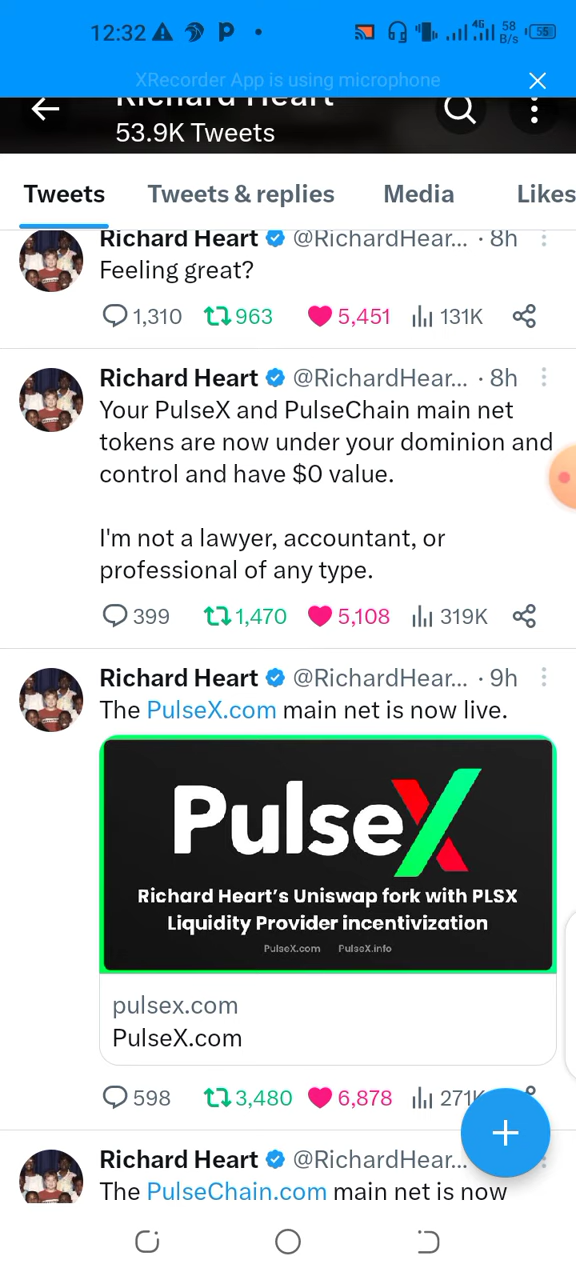 12:32
4G 58 B/s 55
XRecorder App is using microphone
Richard Heart
53.9K Tweets
Tweets Tweets & replies Media Likes
Richard Heart @RichardHear... · 8h
Feeling great?
1,310 963 5,451 131K
Richard Heart @RichardHear... · 8h
Your PulseX and PulseChain main net
tokens are now under your dominion and
control and have $0 value.
I'm not a lawyer, accountant, or
professional of any type.
399 1,470 5,108 319K
Richard Heart @RichardHear... · 9h
The PulseX.com main net is now live.
PulseX
Richard Heart's Uniswap fork with PLSX
Liquidity Provider incentivization
PulseX.com PulseX.info
pulsex.com
PulseX.com
598 3,480 6,878 271K
Richard Heart @RichardHear...
The PulseChain.com main net is now